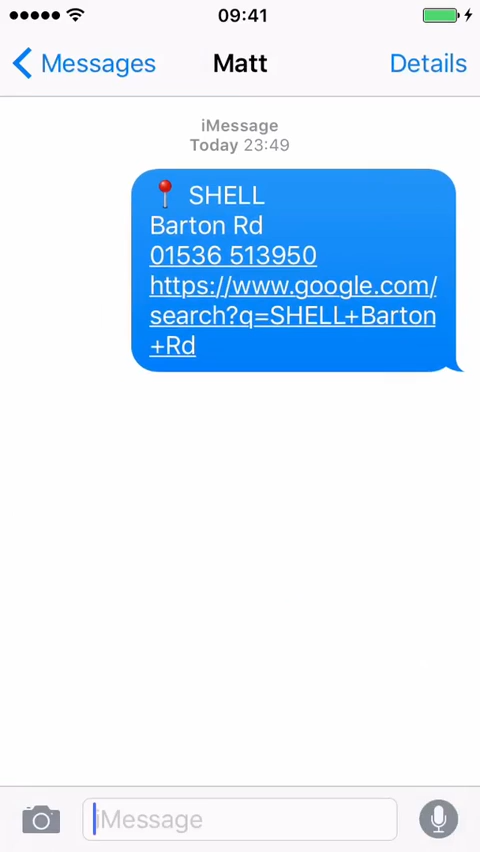 09:41
Messages
Matt
Details
iMessage
Today 23:49
📍 SHELL
Barton Rd
01536 513950
https://www.google.com/
search?q=SHELL+Barton
+Rd
iMessage